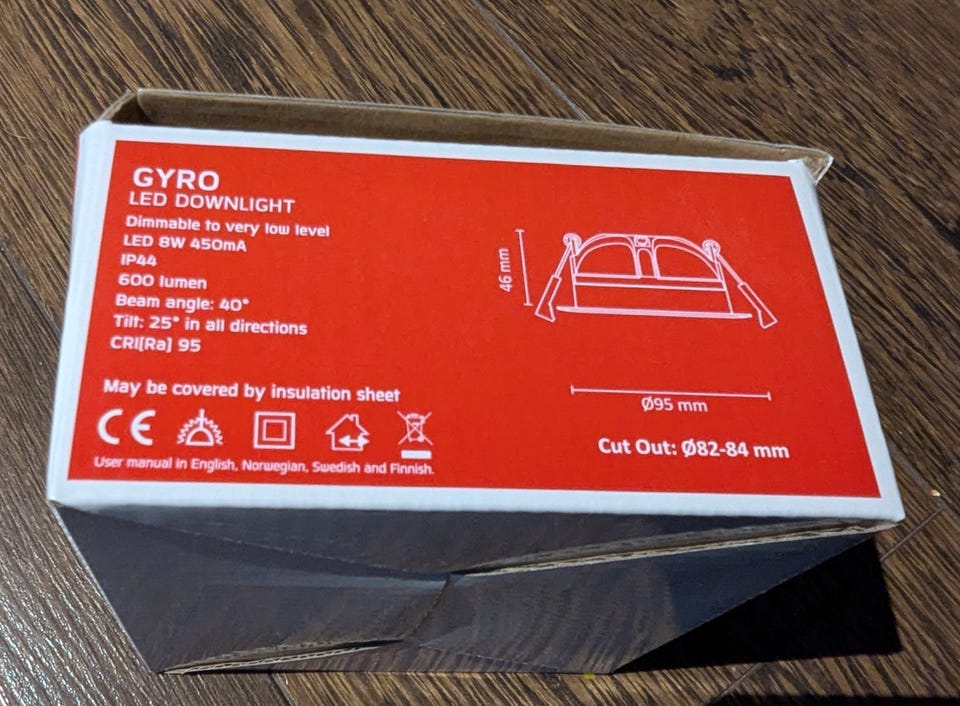 GYRO
LED DOWNLIGHT
Dimmable to very low level
LED 8W 450mA
IP44
600 lumen
Beam angle: 40°
Tilt: 25° in all directions
CRI(Ra) 95
May be covered by insulation sheet
CE
User manual in English, Norwegian, Swedish and Finnish.
46 mm
Ø95 mm
Cut Out: Ø82-84 mm